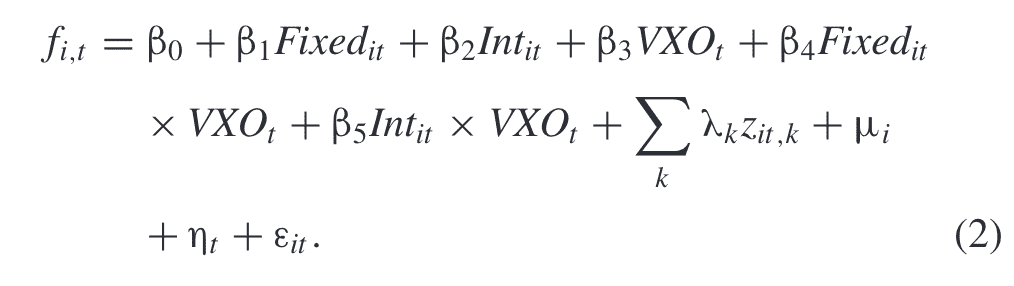 f_{i,t} = β_0 + β_1 Fixed_{it} + β_2 Int_{it} + β_3 VXO_t + β_4 Fixed_{it}
× VXO_t + β_5 Int_{it} × VXO_t + ∑_k λ_k z_{it,k} + μ_i
+ η_t + ε_{it}. (2)